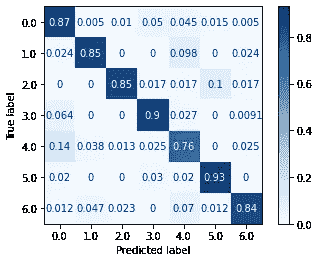 0.0 0.87 0.005 0.01 0.05 0.045 0.015 0.005
1.0 0.024 0.85 0 0 0.098 0 0.024
2.0 0 0 0.85 0.017 0.017 0.1 0.017
3.0 0.064 0 0 0.9 0.027 0 0.0091
4.0 0.14 0.038 0.013 0.025 0.76 0 0.025
5.0 0.02 0 0 0.03 0.02 0.93 0
6.0 0.012 0.047 0.023 0 0.07 0.012 0.84
0.0 1.0 2.0 3.0 4.0 5.0 6.0
Predicted label
True label
0.8
0.6
0.4
0.2
0.0